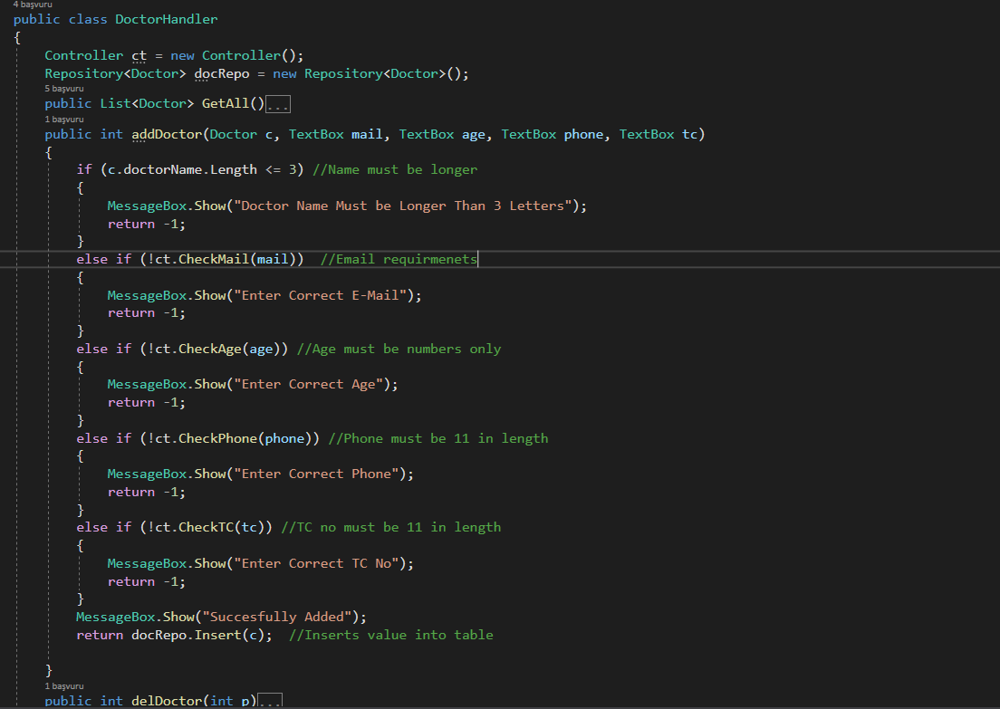 4 başvuru
public class DoctorHandler
{
Controller ct = new Controller();
Repository<Doctor> docRepo = new Repository<Doctor>();
5 başvuru
public List<Doctor> GetAll()...
1 başvuru
public int addDoctor(Doctor c, TextBox mail, TextBox age, TextBox phone, TextBox tc)
{
if (c.doctorName.Length <= 3) //Name must be longer
{
MessageBox.Show("Doctor Name Must be Longer Than 3 Letters");
return -1;
}
else if (!ct.CheckMail(mail))  //Email requirmenets
{
MessageBox.Show("Enter Correct E-Mail");
return -1;
}
else if (!ct.CheckAge(age)) //Age must be numbers only
{
MessageBox.Show("Enter Correct Age");
return -1;
}
else if (!ct.CheckPhone(phone)) //Phone must be 11 in length
{
MessageBox.Show("Enter Correct Phone");
return -1;
}
else if (!ct.CheckTC(tc)) //TC no must be 11 in length
{
MessageBox.Show("Enter Correct TC No");
return -1;
}
MessageBox.Show("Succesfully Added");
return docRepo.Insert(c);  //Inserts value into table
}
1 başvuru
public int delDoctor(int p)...